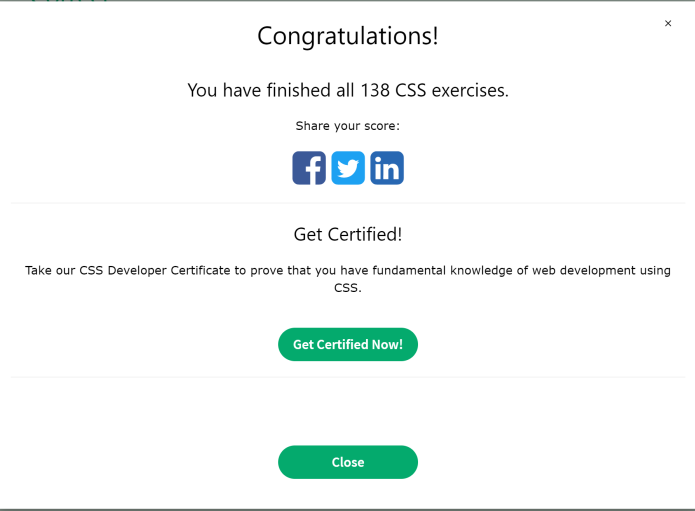 ×
Congratulations!
You have finished all 138 CSS exercises.
Share your score:
f
in
Get Certified!
Take our CSS Developer Certificate to prove that you have fundamental knowledge of web development using
CSS.
Get Certified Now!
Close